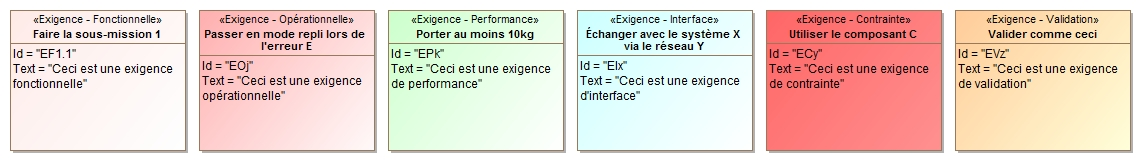 «Exigence - Fonctionnelle»
Faire la sous-mission 1
Id = "EF1.1"
Text = "Ceci est une exigence
fonctionnelle"
«Exigence - Opérationnelle»
Passer en mode repli lors de
l'erreur E
Id = "EOj"
Text = "Ceci est une exigence
opérationnelle"
«Exigence - Performance»
Porter au moins 10kg
Id = "EPk"
Text = "Ceci est une exigence
de performance"
«Exigence - Interface»
Échanger avec le système X
via le réseau Y
Id = "EIx"
Text = "Ceci est une exigence
d'interface"
«Exigence - Contrainte»
Utiliser le composant C
Id = "ECy"
Text = "Ceci est une exigence
de contrainte"
«Exigence - Validation»
Valider comme ceci
Id = "EVz"
Text = "Ceci est une exigence
de validation"